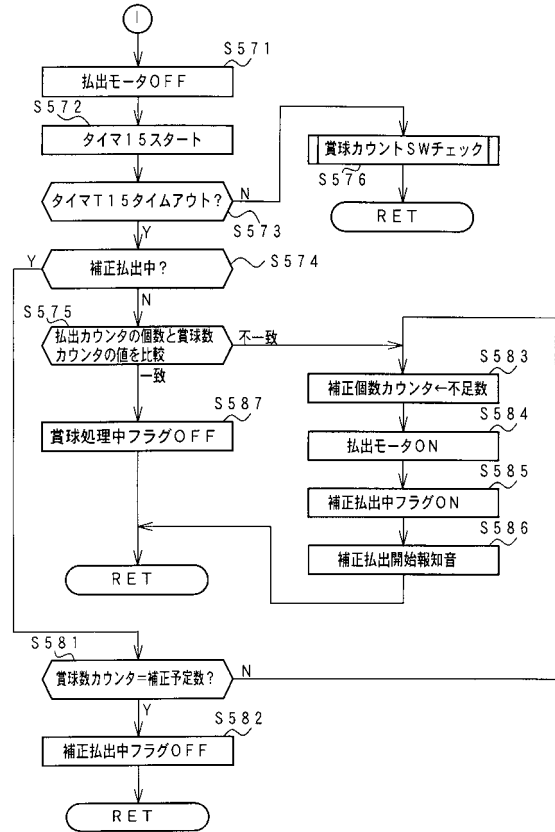 I
S571
払出モータOFF
S572
タイマ15スタート
タイマT15タイムアウト?
N
S573
Y
賞球カウントSWチェック
S576
RET
Y
補正払出中?
S574
N
S575
払出カウンタの個数と賞球数
カウンタの値を比較
不一致
一致
S587
賞球処理中フラグOFF
RET
S583
補正個数カウンタ←不足数
S584
払出モータON
S585
補正払出中フラグON
S586
補正払出開始報知音
S581
賞球数カウンタ=補正予定数?
N
Y
S582
補正払出中フラグOFF
RET